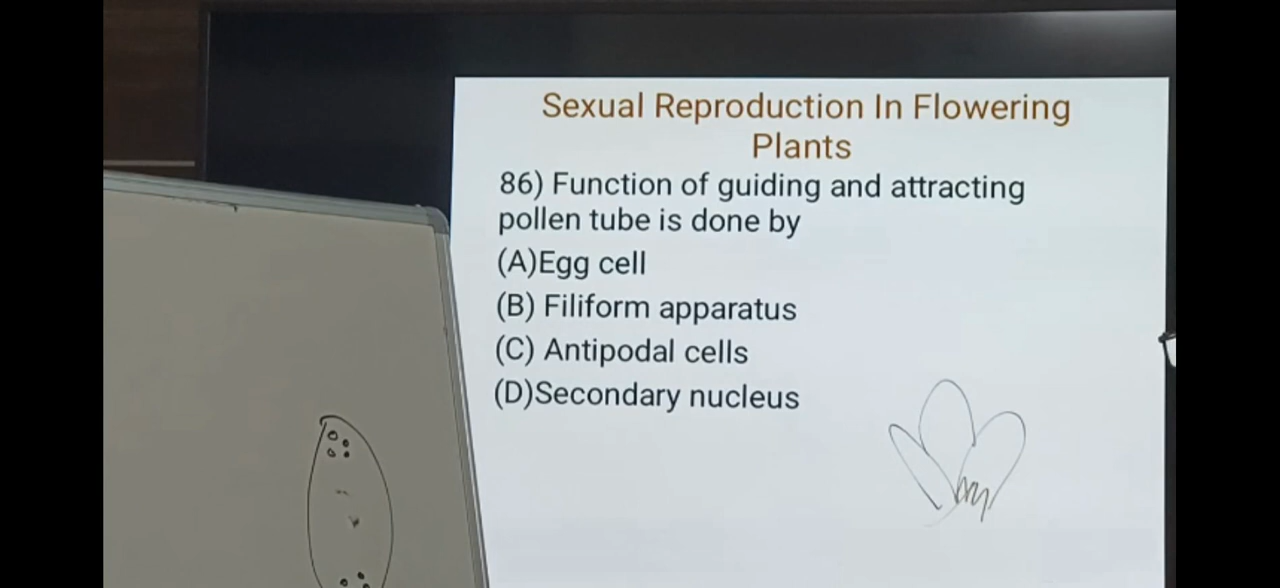 Sexual Reproduction In Flowering
Plants
86) Function of guiding and attracting
pollen tube is done by
(A)Egg cell
(B) Filiform apparatus
(C) Antipodal cells
(D)Secondary nucleus